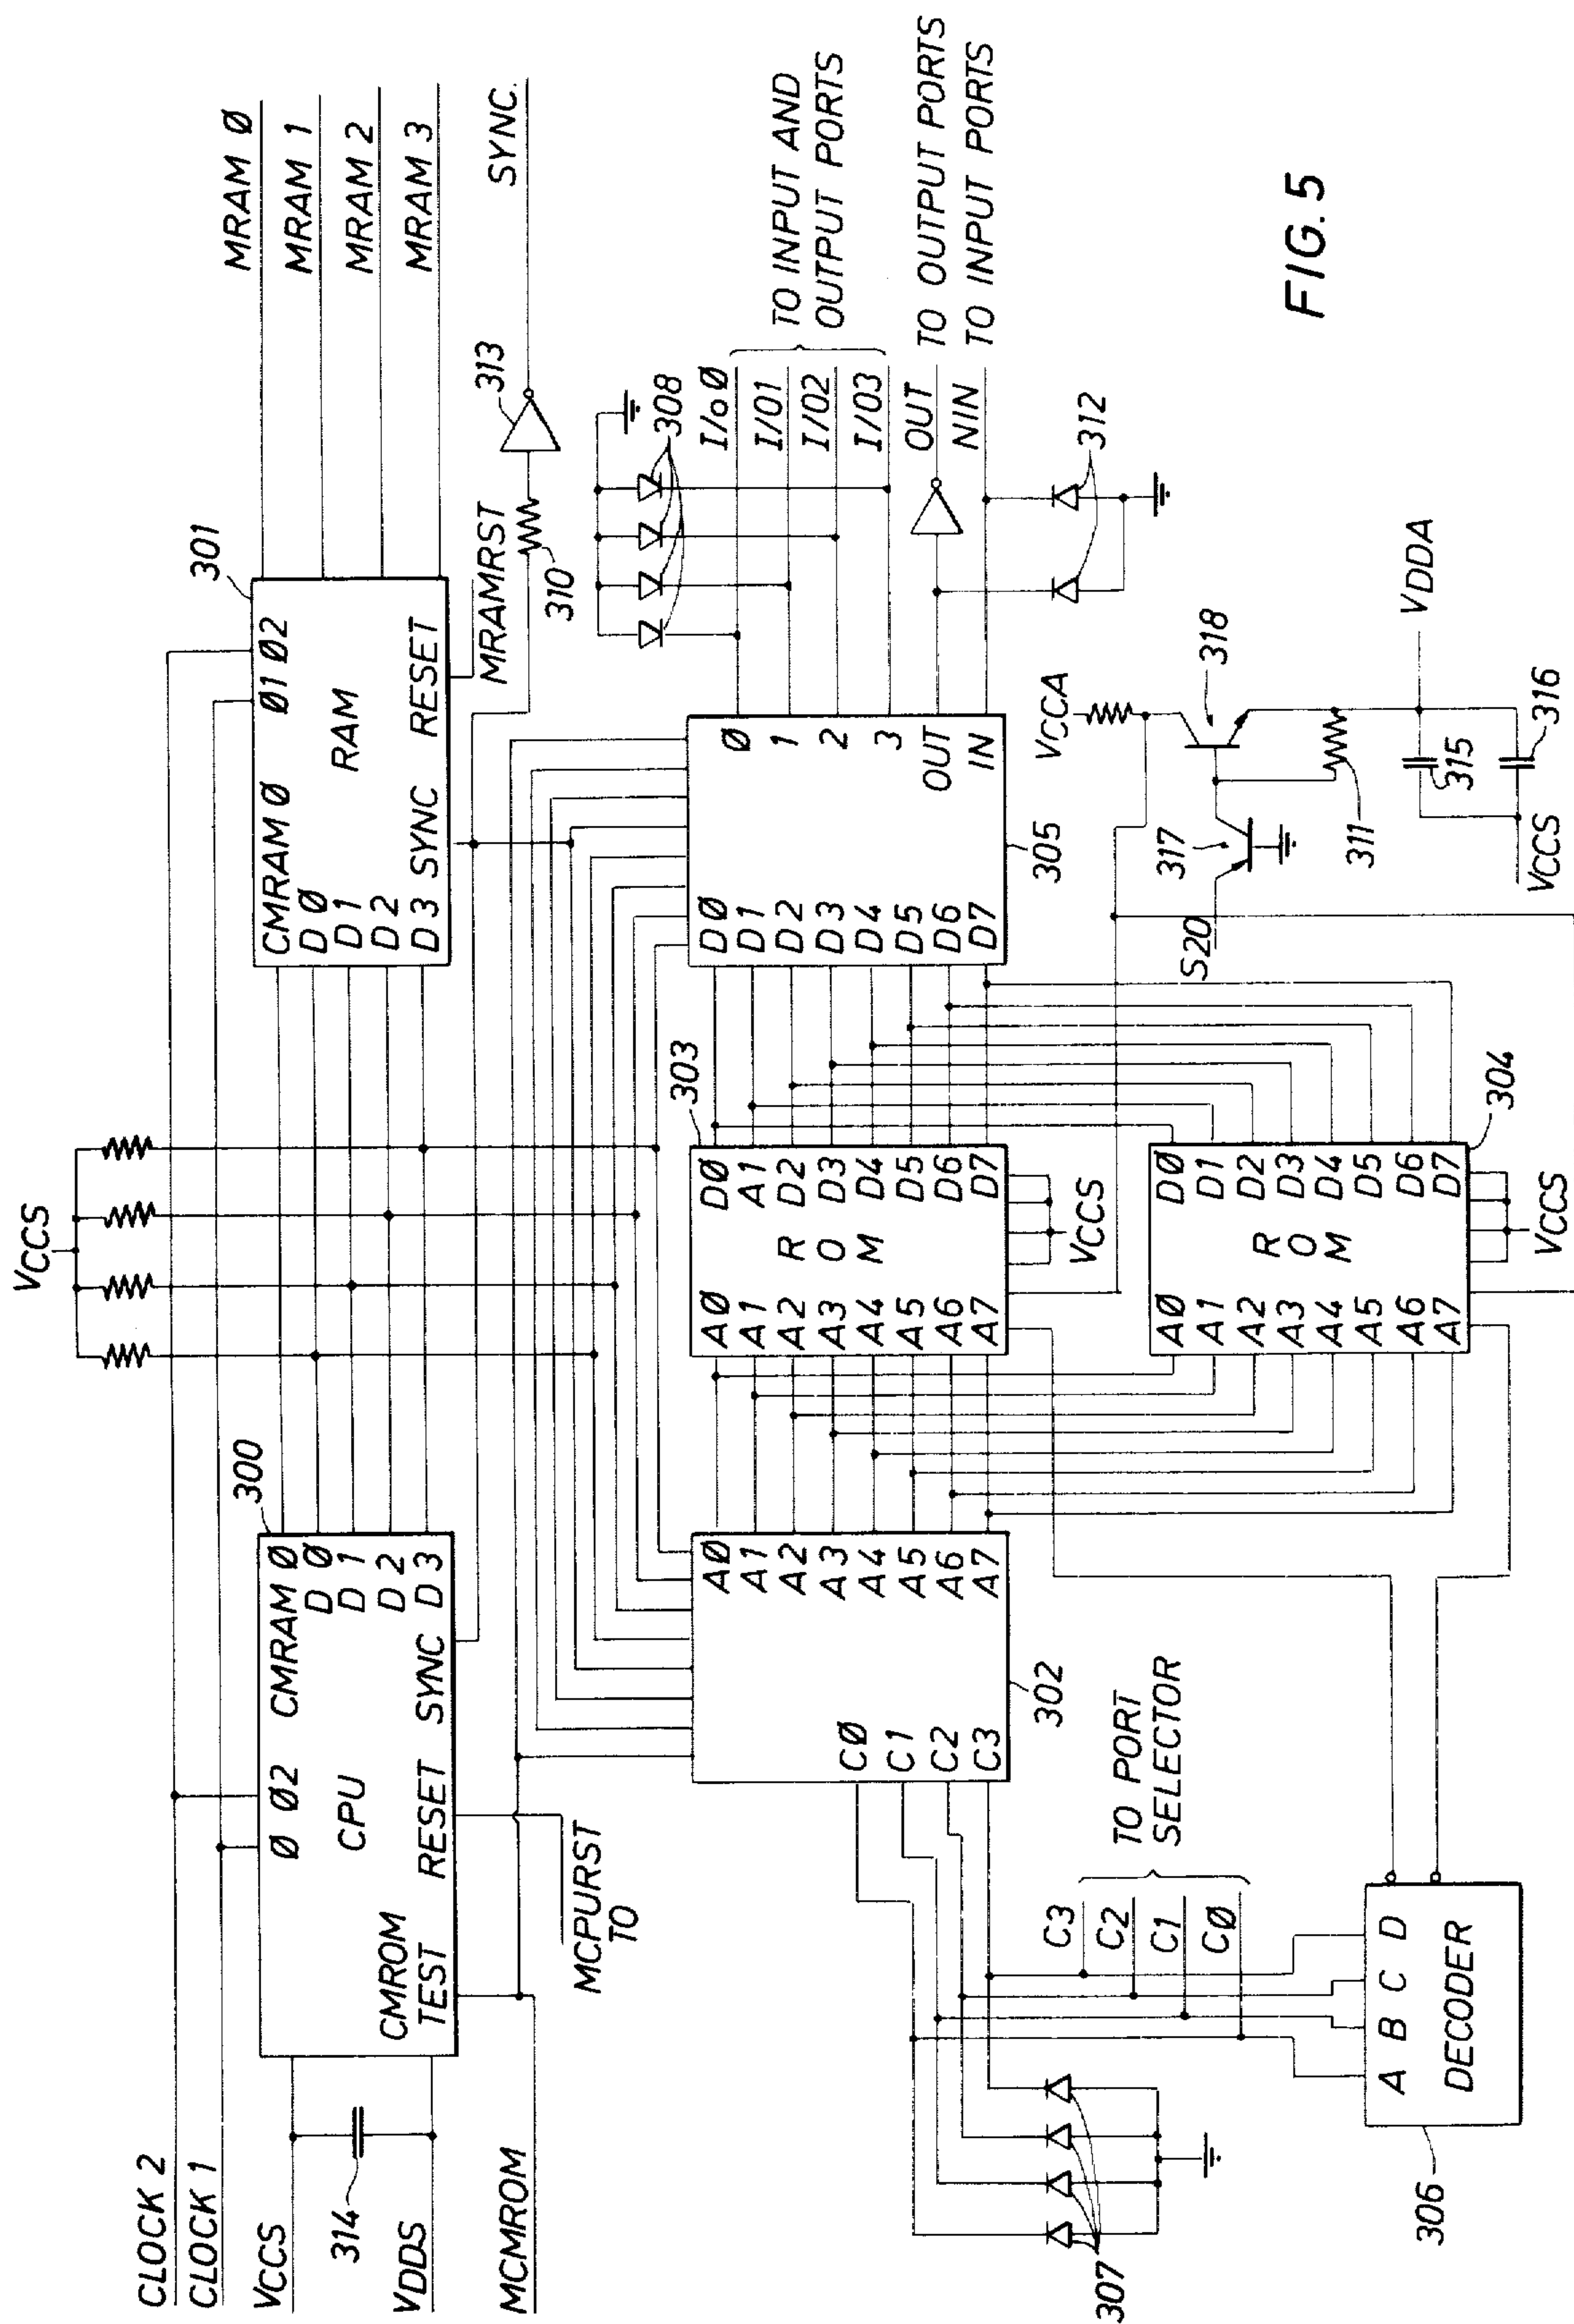 CLOCK 2
CLOCK 1
VCCS
314
VDDS
MCMROM
300
Ø Ø2 CMRAM Ø
D Ø
D 1
D 2
D 3
CPU
CMROM
TEST RESET SYNC
MCPURST
TO
VCCS
301
CMRAM Ø Ø1 Ø2
D Ø
D 1
D 2
D 3
RAM
SYNC RESET
MRAM Ø
MRAM 1
MRAM 2
MRAM 3
MRAMRST
310
313
SYNC.
302
CØ
C1
C2
C3
AØ
A1
A2
A3
A4
A5
A6
A7
303
AØ
A1
A2
A3
A4
A5
A6
A7
ROM
DØ
A1
D2
D3
D4
D5
D6
D7
VCCS
304
AØ
A1
A2
A3
A4
A5
A6
A7
ROM
DØ
D1
D2
D3
D4
D5
D6
D7
VCCS
305
DØ
D1
D2
D3
D4
D5
D6
D7
Ø
1
2
3
OUT
IN
308
I/oØ
I/01
I/02
I/03
TO INPUT AND
OUTPUT PORTS
OUT TO OUTPUT PORTS
NIN TO INPUT PORTS
312
307
C3
C2
C1
CØ
TO PORT
SELECTOR
306
A B C D
DECODER
S20
317
VCCA
318
311
315
316
VCCS
VDDA
FIG. 5